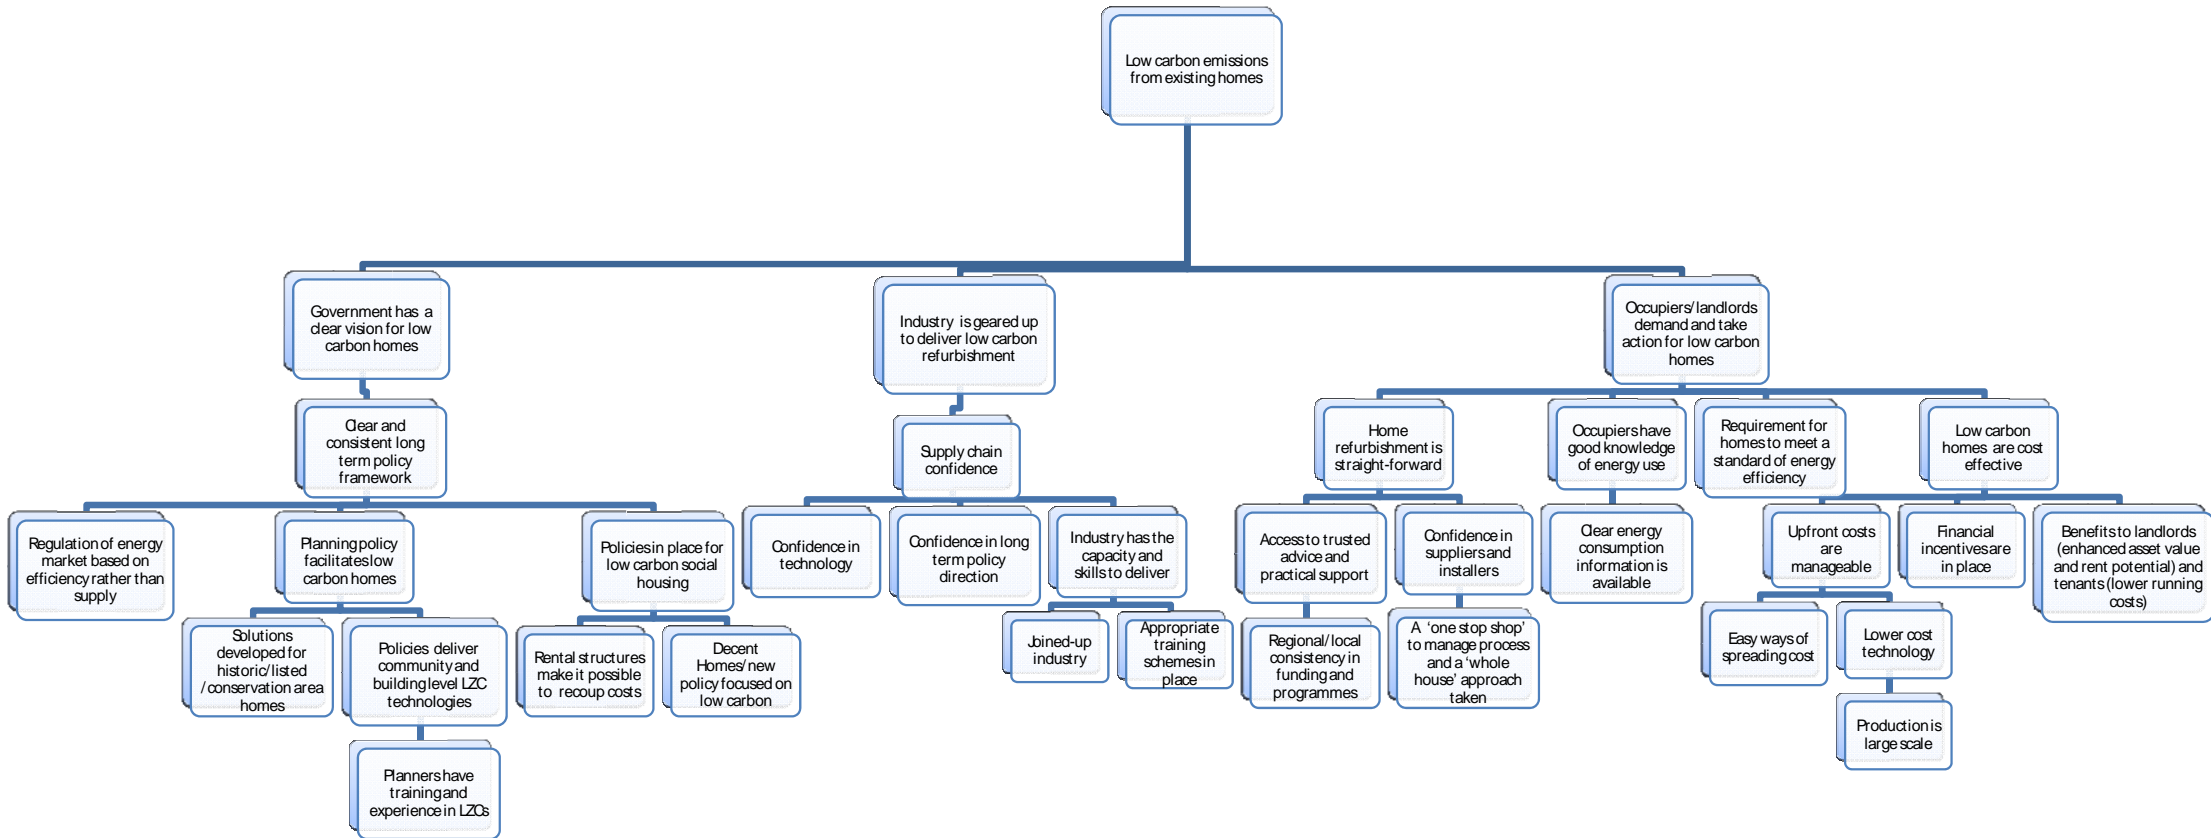 Low carbon emissions
from existing homes
Government has a
clear vision for low
carbon homes
Industry is geared up
to deliver low carbon
refurbishment
Occupiers/landlords
demand and take
action for low carbon
homes
Clear and
consistent long
term policy
framework
Supply chain
confidence
Home
refurbishment is
straight-forward
Occupiers have
good knowledge
of energy use
Requirement for
homes to meet a
standard of energy
efficiency
Low carbon
homes are cost
effective
Regulation of energy
market based on
efficiency rather than
supply
Planning policy
facilitates low
carbon homes
Policies in place for
low carbon social
housing
Confidence in
technology
Confidence in long
term policy
direction
Industry has the
capacity and
skills to deliver
Access to trusted
advice and
practical support
Confidence in
suppliers and
installers
Clear energy
consumption
information is
available
Upfront costs
are
manageable
Financial
incentives are
in place
Benefits to landlords
(enhanced asset value
and rent potential) and
tenants (lower running
costs)
Solutions
developed for
historic/listed
/conservation area
homes
Policies deliver
community and
building level LZC
technologies
Rental structures
make it possible
to recoup costs
Decent
Homes/new
policy focused on
low carbon
Joined-up
industry
Appropriate
training
schemes in
place
Regional/local
consistency in
funding and
programmes
A ‘one stop shop’
to manage process
and a ‘whole
house’ approach
taken
Easy ways of
spreading cost
Lower cost
technology
Planners have
training and
experience in LZCs
Production is
large scale